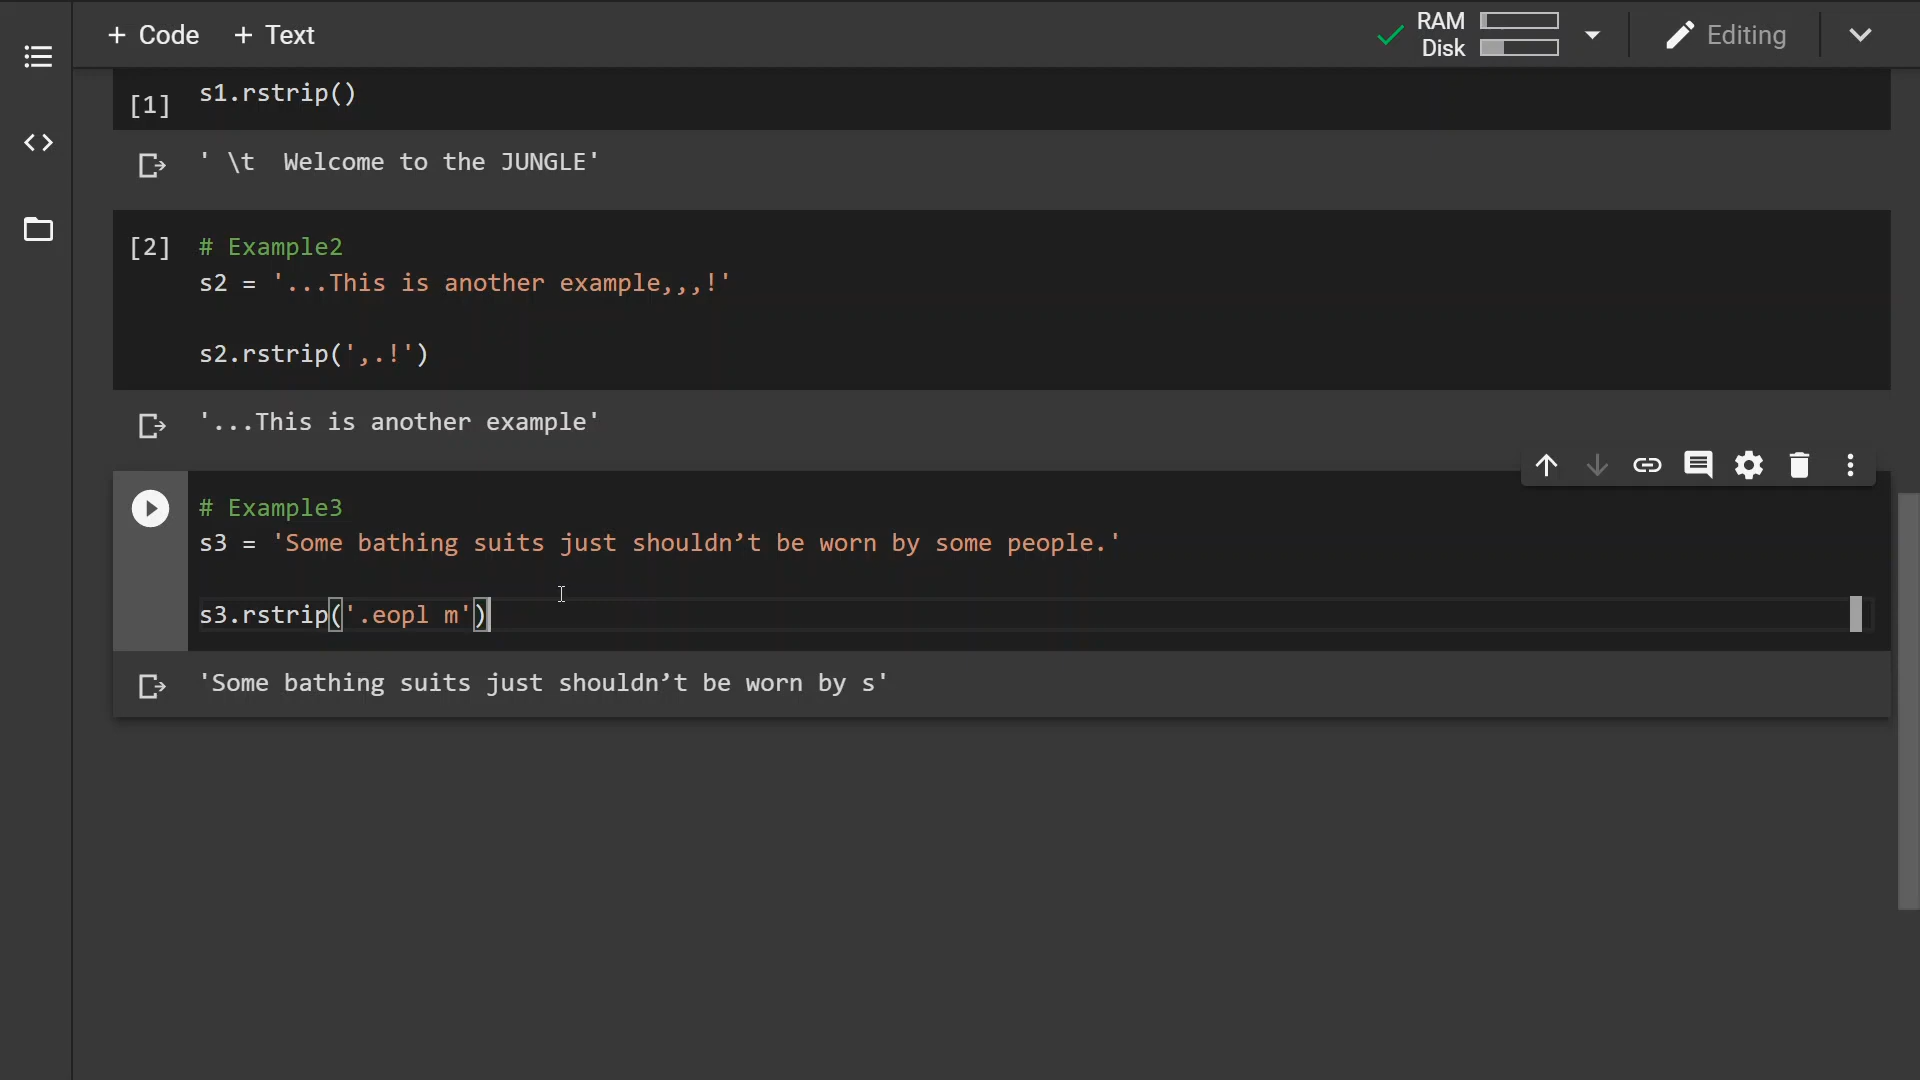 + Code + Text
RAM
Disk
Editing
[1] s1.rstrip()
' \t  Welcome to the JUNGLE'
[2] # Example2
s2 = '...This is another example,,,!'
s2.rstrip(',.!')
'...This is another example'
# Example3
s3 = 'Some bathing suits just shouldn’t be worn by some people.'
s3.rstrip('.eopl m')
'Some bathing suits just shouldn’t be worn by s'